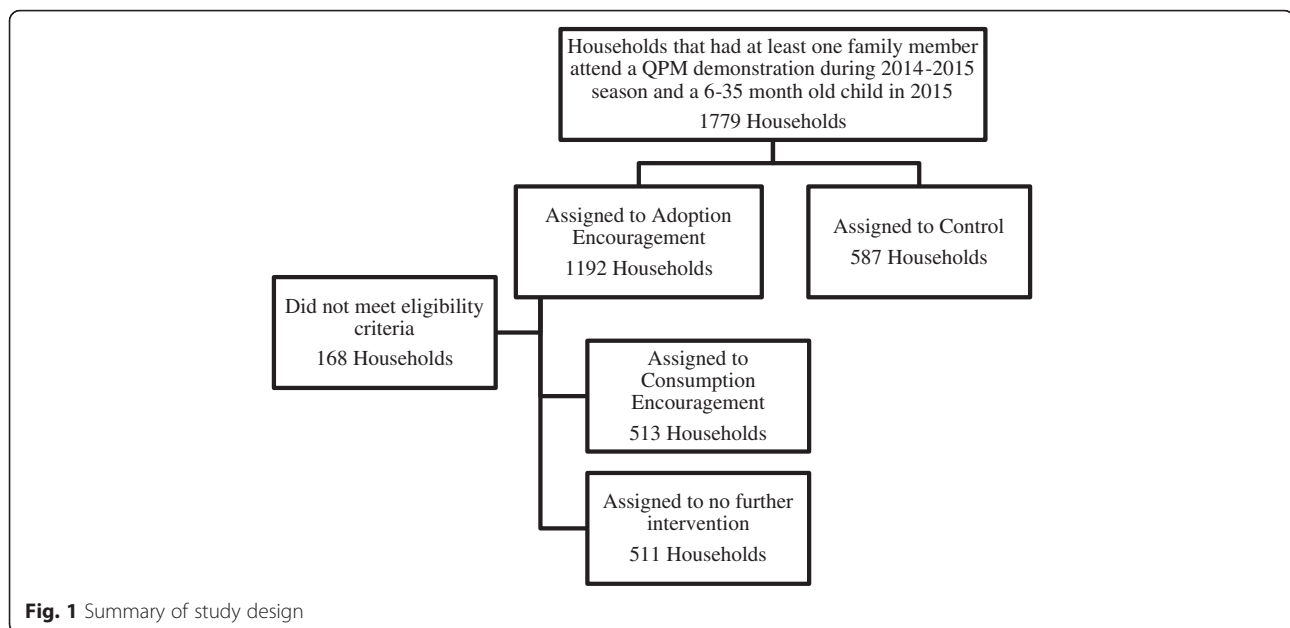 Households that had at least one family member
attend a QPM demonstration during 2014-2015
season and a 6-35 month old child in 2015
1779 Households
Assigned to Adoption
Encouragement
1192 Households
Assigned to Control
587 Households
Did not meet eligibility
criteria
168 Households
Assigned to
Consumption
Encouragement
513 Households
Assigned to no further
intervention
511 Households
Fig. 1 Summary of study design